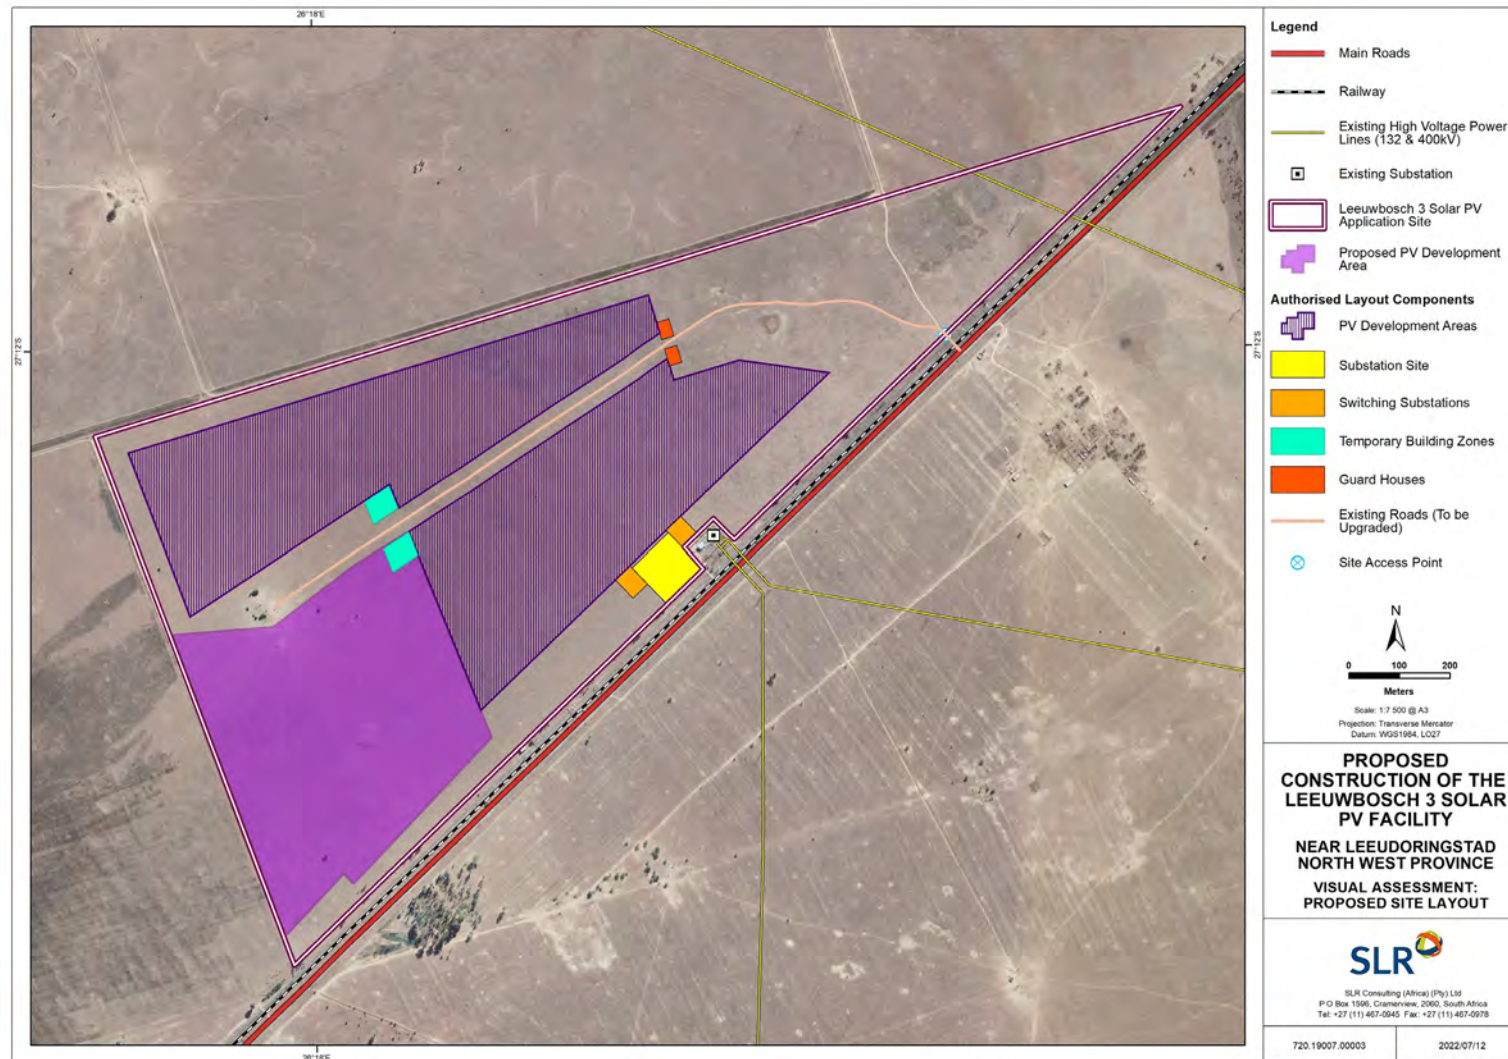 26°18'E
27°12'S
27°12'S
26°18'E
Legend
Main Roads
Railway
Existing High Voltage Power
Lines (132 & 400kV)
Existing Substation
Leeuwbosch 3 Solar PV
Application Site
Proposed PV Development
Area
Authorised Layout Components
PV Development Areas
Substation Site
Switching Substations
Temporary Building Zones
Guard Houses
Existing Roads (To be
Upgraded)
Site Access Point
N
0 100 200
Meters
Scale: 1:7 500 @ A3
Projection: Transverse Mercator
Datum: WGS1984, LO27
PROPOSED
CONSTRUCTION OF THE
LEEUWBOSCH 3 SOLAR
PV FACILITY
NEAR LEEUDORINGSTAD
NORTH WEST PROVINCE
VISUAL ASSESSMENT:
PROPOSED SITE LAYOUT
SLR
SLR Consulting (Africa) (Pty) Ltd
P O Box 1596, Cramerview, 2060, South Africa
Tel: +27 (11) 467-0945 Fax: +27 (11) 467-0978
720.19007.00003
2022/07/12